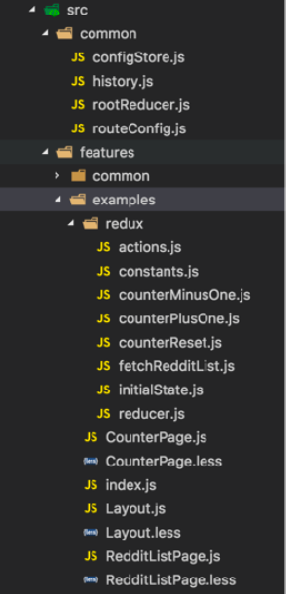 src
common
JS configStore.js
JS history.js
JS rootReducer.js
JS routeConfig.js
features
common
examples
redux
JS actions.js
JS constants.js
JS counterMinusOne.js
JS counterPlusOne.js
JS counterReset.js
JS fetchRedditList.js
JS initialState.js
JS reducer.js
JS CounterPage.js
{less} CounterPage.less
JS index.js
JS Layout.js
{less} Layout.less
JS RedditListPage.js
{less} RedditListPage.less